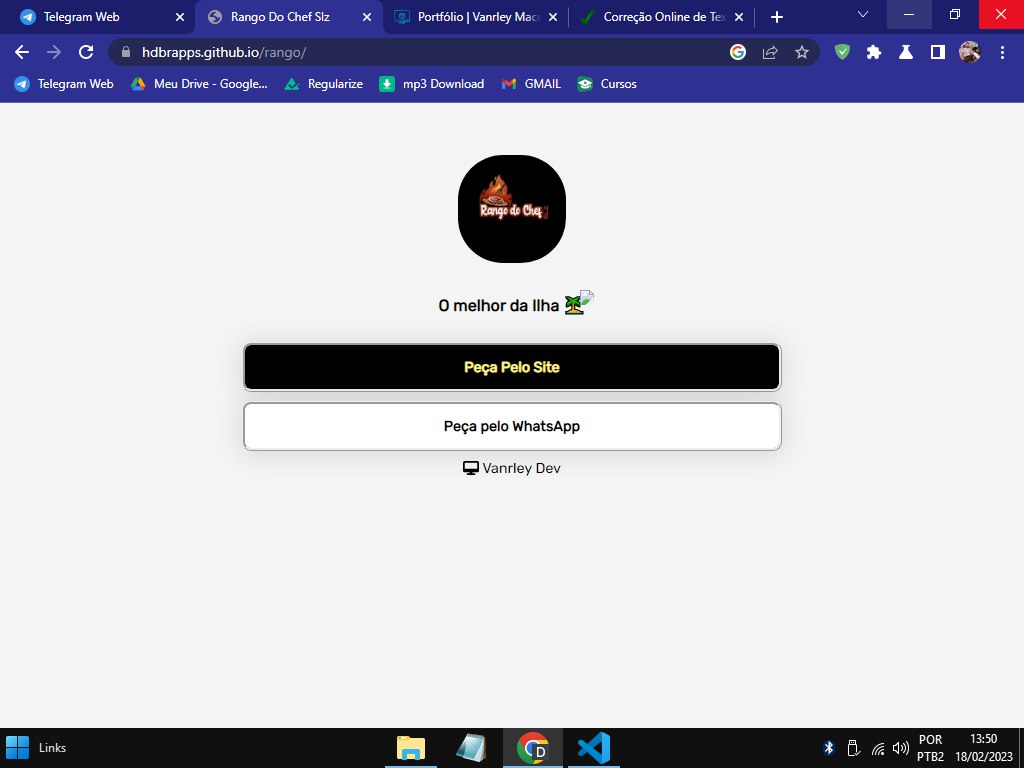 Telegram Web
Rango Do Chef Slz
Portfólio | Vanrley Mac
Correção Online de Tex
hdbrapps.github.io/rango/
Telegram Web
Meu Drive - Google...
Regularize
mp3 Download
GMAIL
Cursos
Rango do Chef
O melhor da Ilha
Peça Pelo Site
Peça pelo WhatsApp
Vanrley Dev
Links
D
POR
PTB2
13:50
18/02/2023